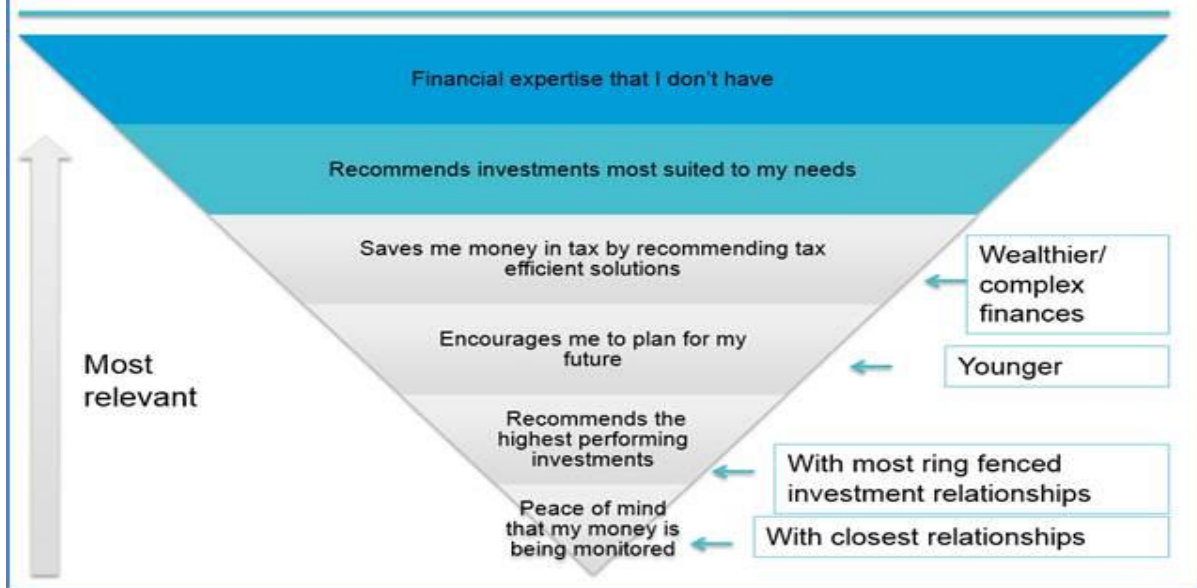 Financial expertise that I don't have
Recommends investments most suited to my needs
Saves me money in tax by recommending tax
efficient solutions
Wealthier/
complex
finances
Encourages me to plan for my
future
Younger
Most
relevant
Recommends the
highest performing
investments
With most ring fenced
investment relationships
Peace of mind
that my money is
being monitored
With closest relationships